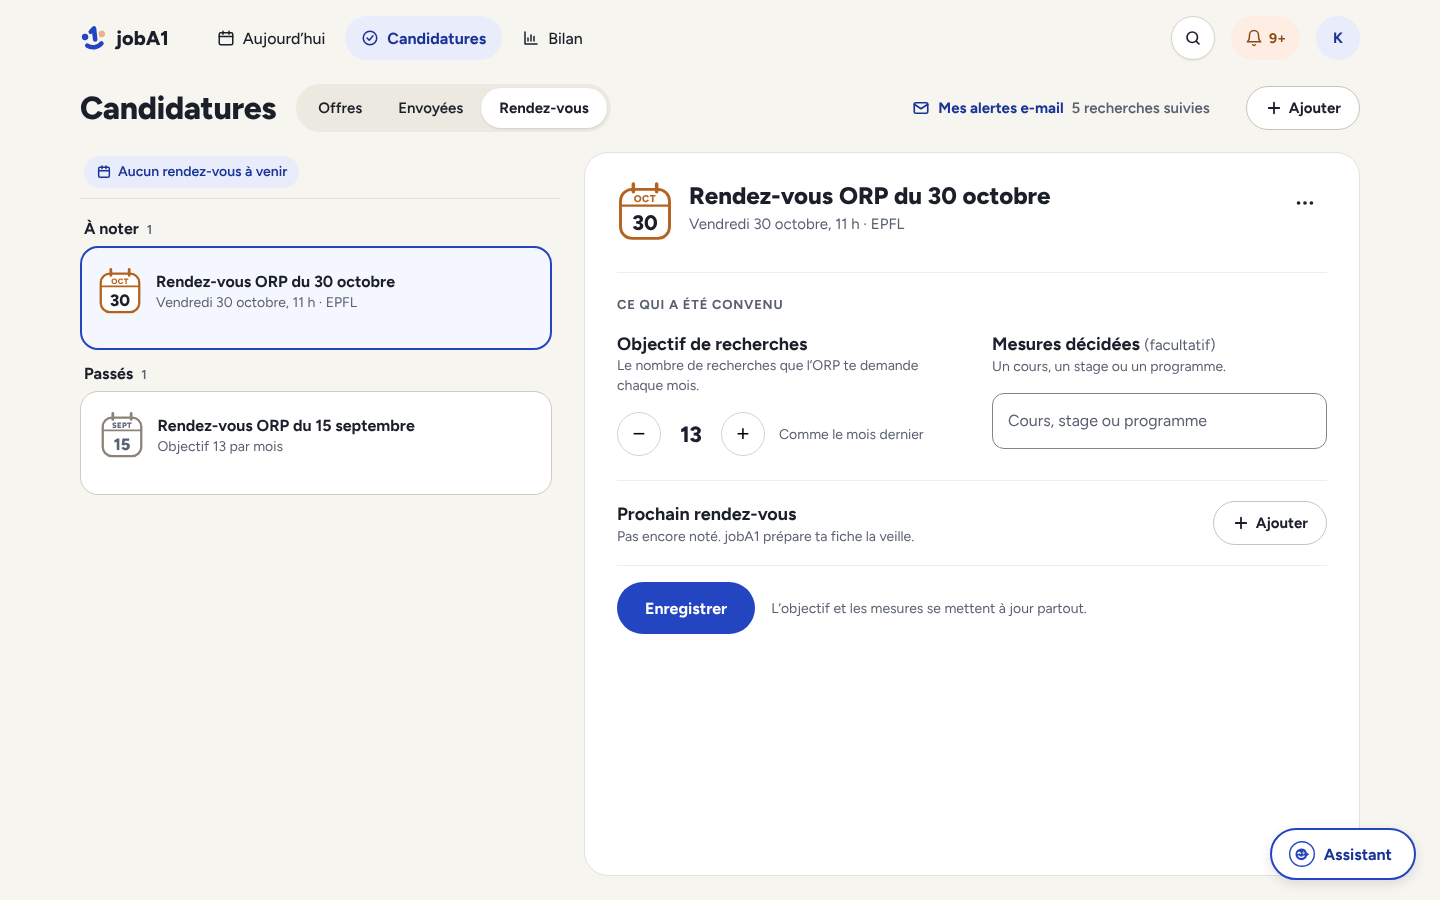 jobA1
Aujourd’hui
Candidatures
Bilan
9+
K
Candidatures
Offres
Envoyées
Rendez-vous
Mes alertes e-mail 5 recherches suivies
Ajouter
Aucun rendez-vous à venir
À noter 1
OCT
30
Rendez-vous ORP du 30 octobre
Vendredi 30 octobre, 11 h · EPFL
Passés 1
SEPT
15
Rendez-vous ORP du 15 septembre
Objectif 13 par mois
OCT
30
Rendez-vous ORP du 30 octobre
Vendredi 30 octobre, 11 h · EPFL
CE QUI A ÉTÉ CONVENU
Objectif de recherches
Le nombre de recherches que l’ORP te demande
chaque mois.
− 13 + Comme le mois dernier
Mesures décidées (facultatif)
Un cours, un stage ou un programme.
Cours, stage ou programme
Prochain rendez-vous
Pas encore noté. jobA1 prépare ta fiche la veille.
Ajouter
Enregistrer
L’objectif et les mesures se mettent à jour partout.
Assistant